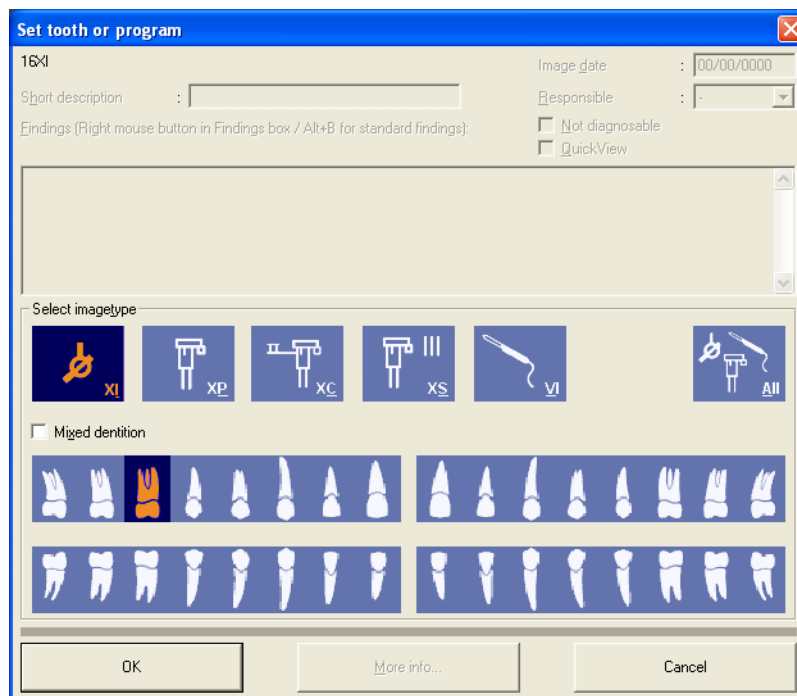 Set tooth or program
16XI
Image date : 00/00/0000
Short description :
Responsible : -
Findings (Right mouse button in Findings box / Alt+B for standard findings):
Not diagnosable
QuickView
Select imagetype
XI XP XC XS VI All
Mixed dentition
OK More info... Cancel